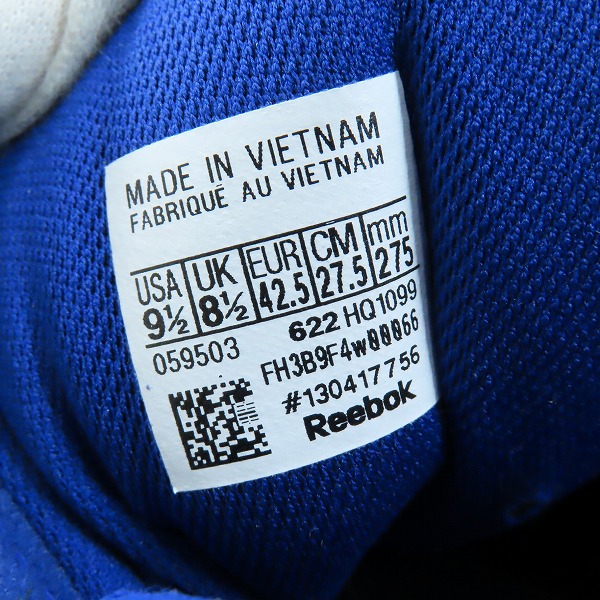 MADE IN VIETNAM
FABRIQUÉ AU VIETNAM
USA UK EUR CM mm
9½ 8½ 42.5 27.5 275
622 HQ1099
059503 FH3B9F4w00066
#130417756
Reebok